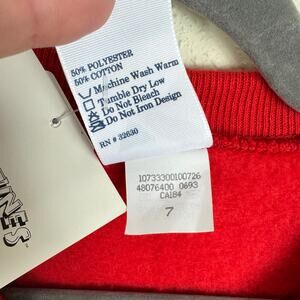 50% POLYESTER
50% COTTON
Machine Wash Warm
Tumble Dry Low
Do Not Bleach
Do Not Iron Design
RN # 32630
10733300100726
48076400 0693
CA184
7